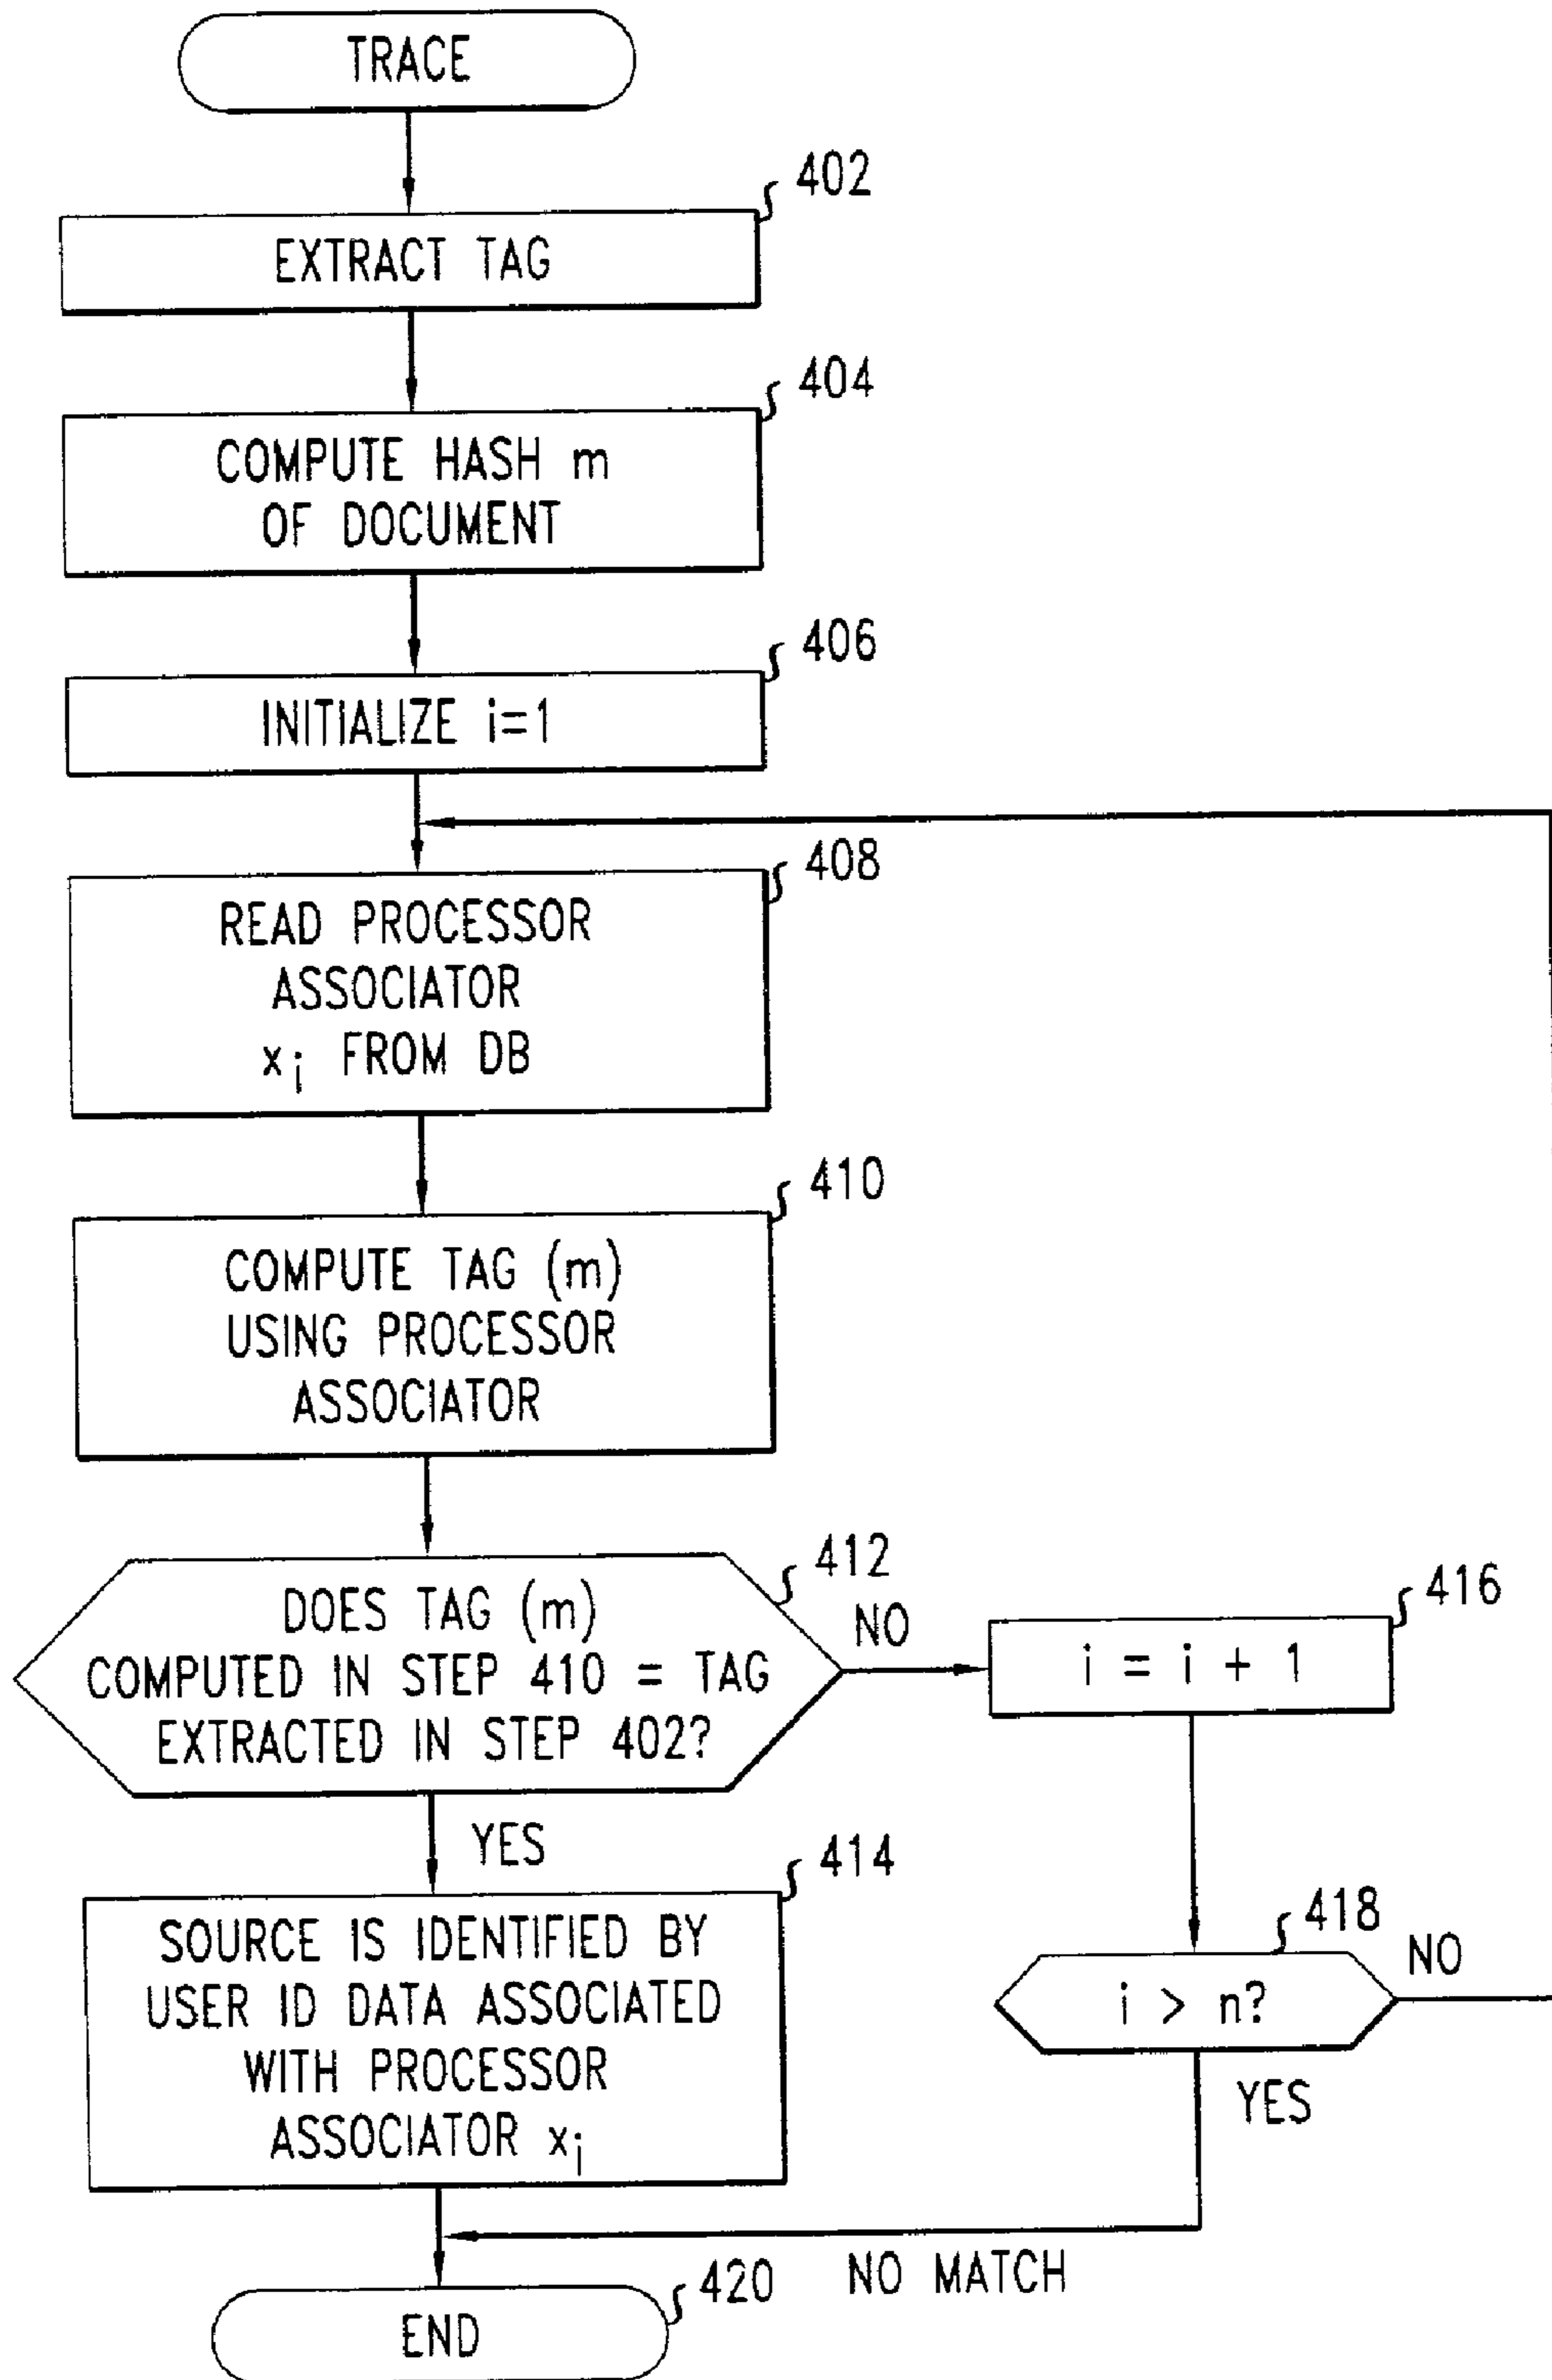 TRACE
402
EXTRACT TAG
404
COMPUTE HASH m
OF DOCUMENT
406
INITIALIZE i=1
408
READ PROCESSOR
ASSOCIATOR
xi FROM DB
410
COMPUTE TAG (m)
USING PROCESSOR
ASSOCIATOR
412
DOES TAG (m)
COMPUTED IN STEP 410 = TAG
EXTRACTED IN STEP 402?
NO
416
i = i + 1
YES
414
SOURCE IS IDENTIFIED BY
USER ID DATA ASSOCIATED
WITH PROCESSOR
ASSOCIATOR xi
418
i > n?
NO
YES
NO MATCH
420
END